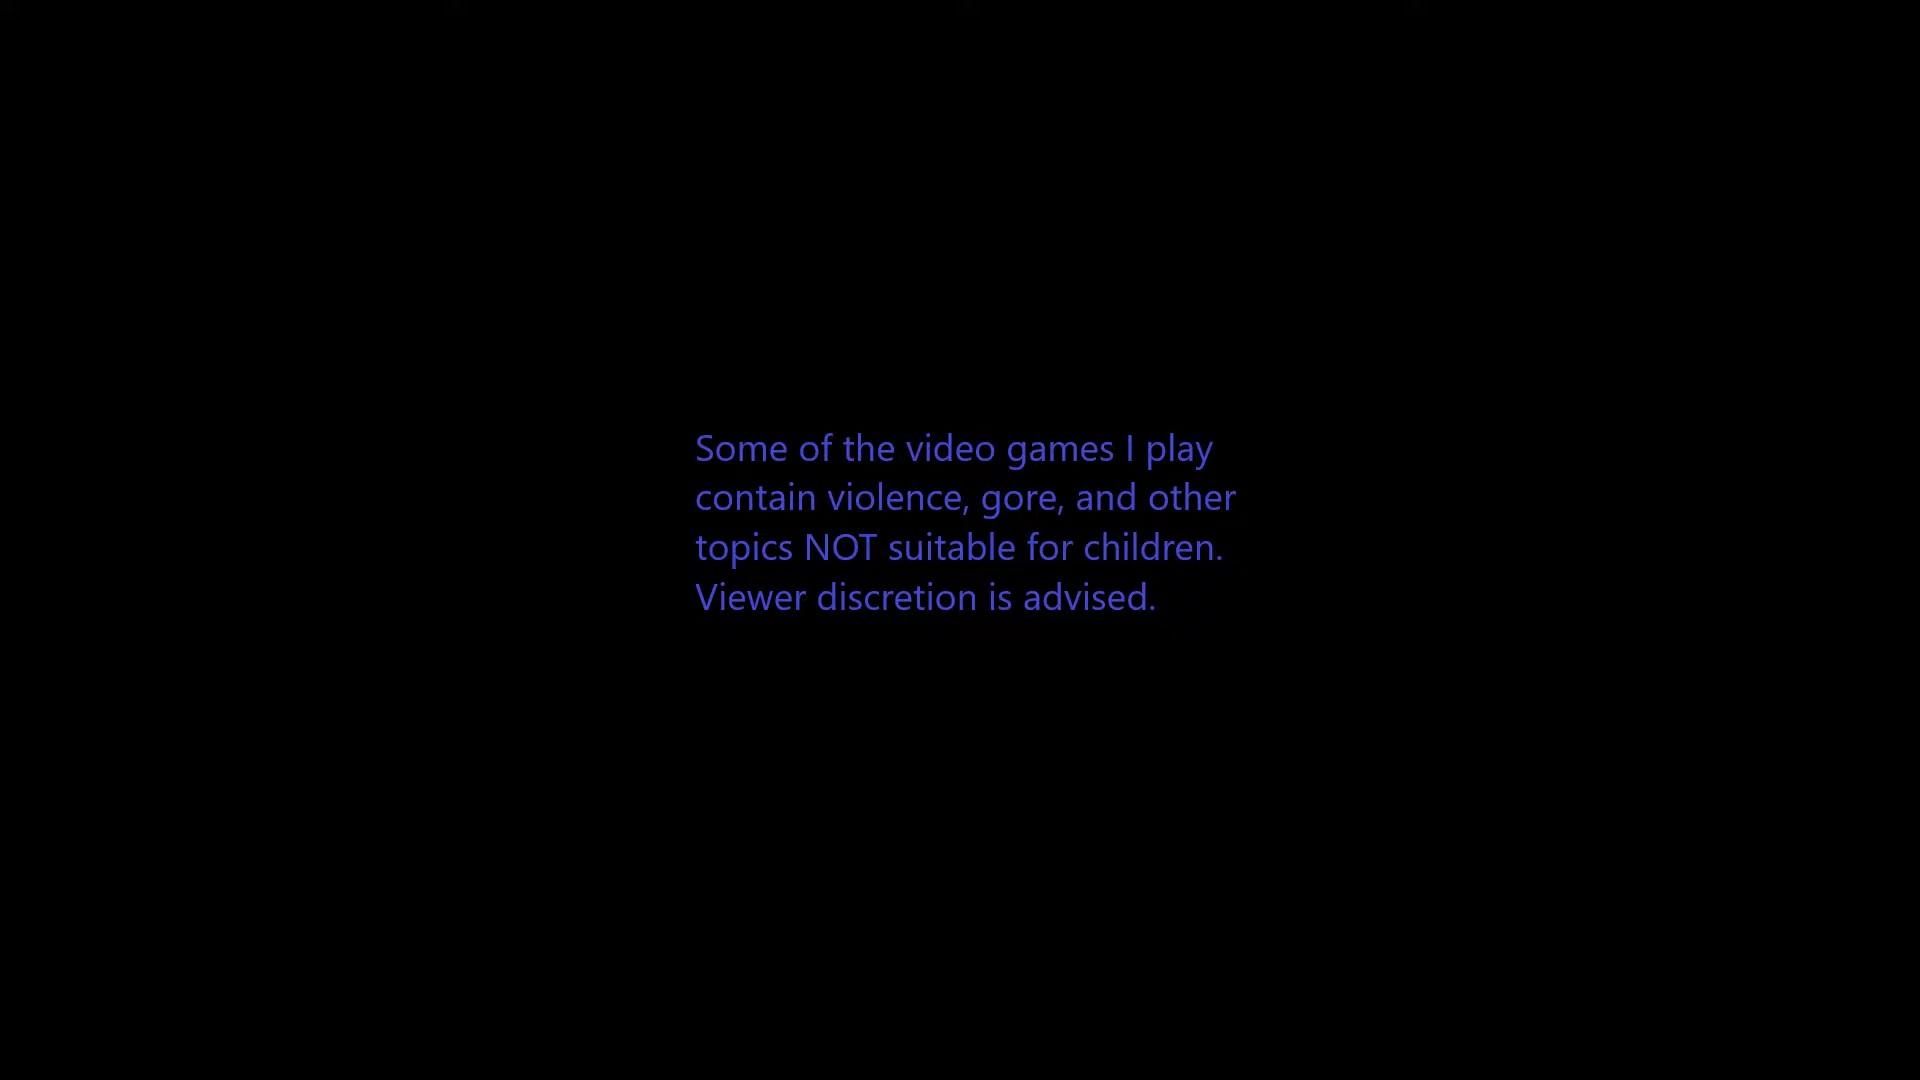 Some of the video games I play
contain violence, gore, and other
topics NOT suitable for children.
Viewer discretion is advised.